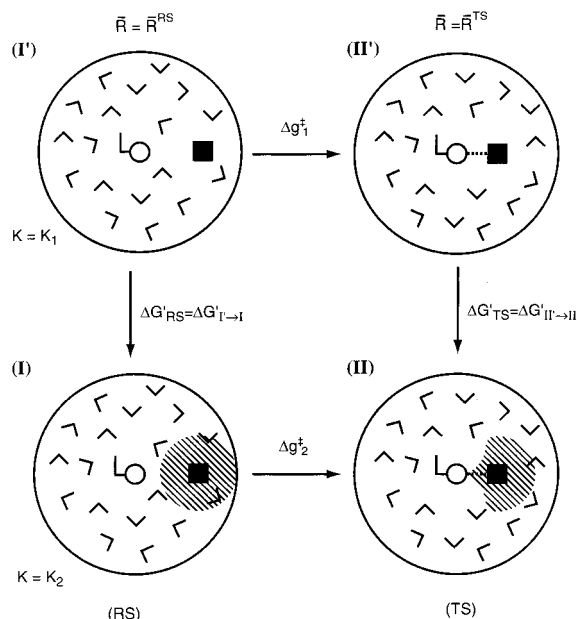 R̄ = R̄ᴿˢ
R̄ = R̄ᵀˢ
(I')
(II')
Δg‡₁
K = K₁
ΔG'RS=ΔG'I'→I
ΔG'TS=ΔG'II'→II
(I)
(II)
Δg‡₂
K = K₂
(RS)
(TS)